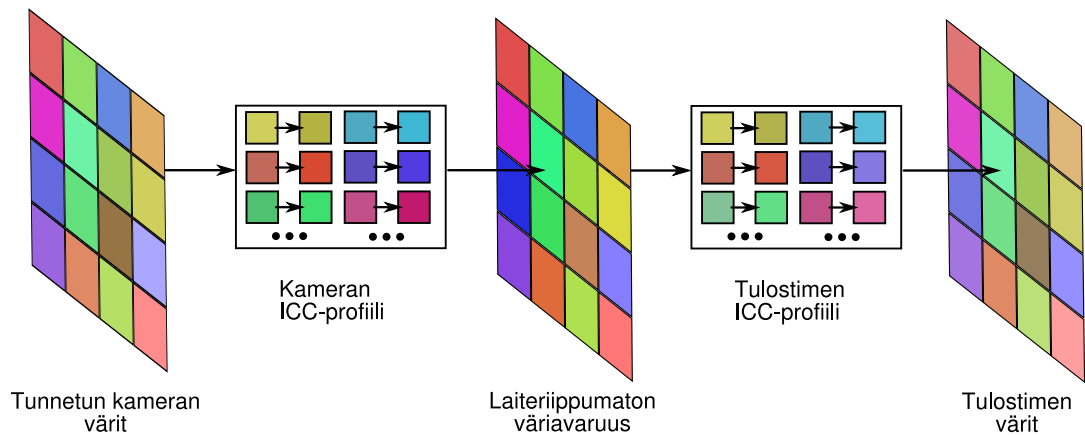 Kameran
ICC-profiili
Tulostimen
ICC-profiili
Tunnetun kameran
värit
Laiteriippumaton
väriavaruus
Tulostimen
värit